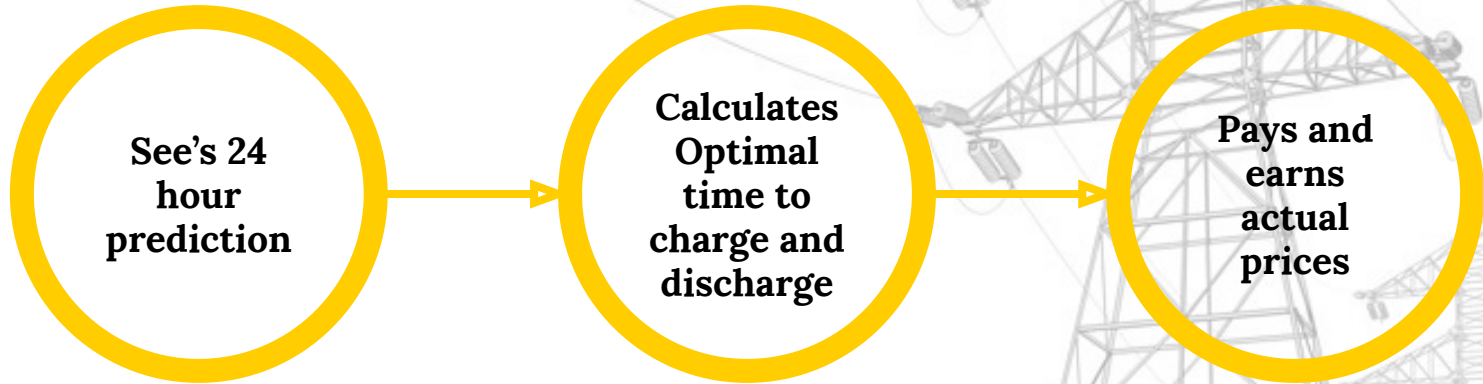 See’s 24
hour
prediction
Calculates
Optimal
time to
charge and
discharge
Pays and
earns
actual
prices